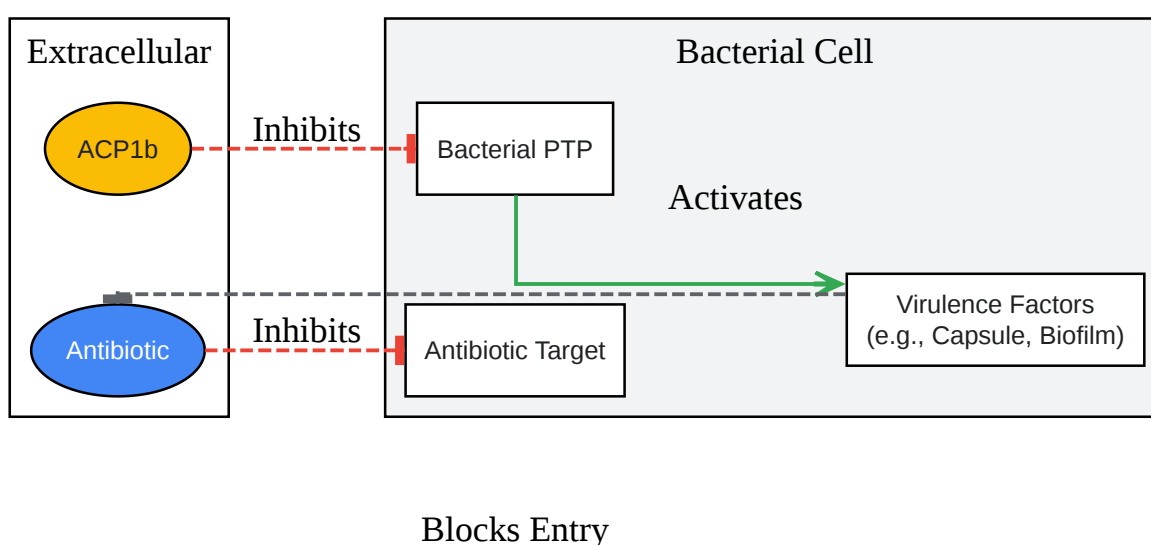 Extracellular
Bacterial Cell
ACP1b
Inhibits
Bacterial PTP
Activates
Virulence Factors
(e.g., Capsule, Biofilm)
Antibiotic
Inhibits
Antibiotic Target
Blocks Entry